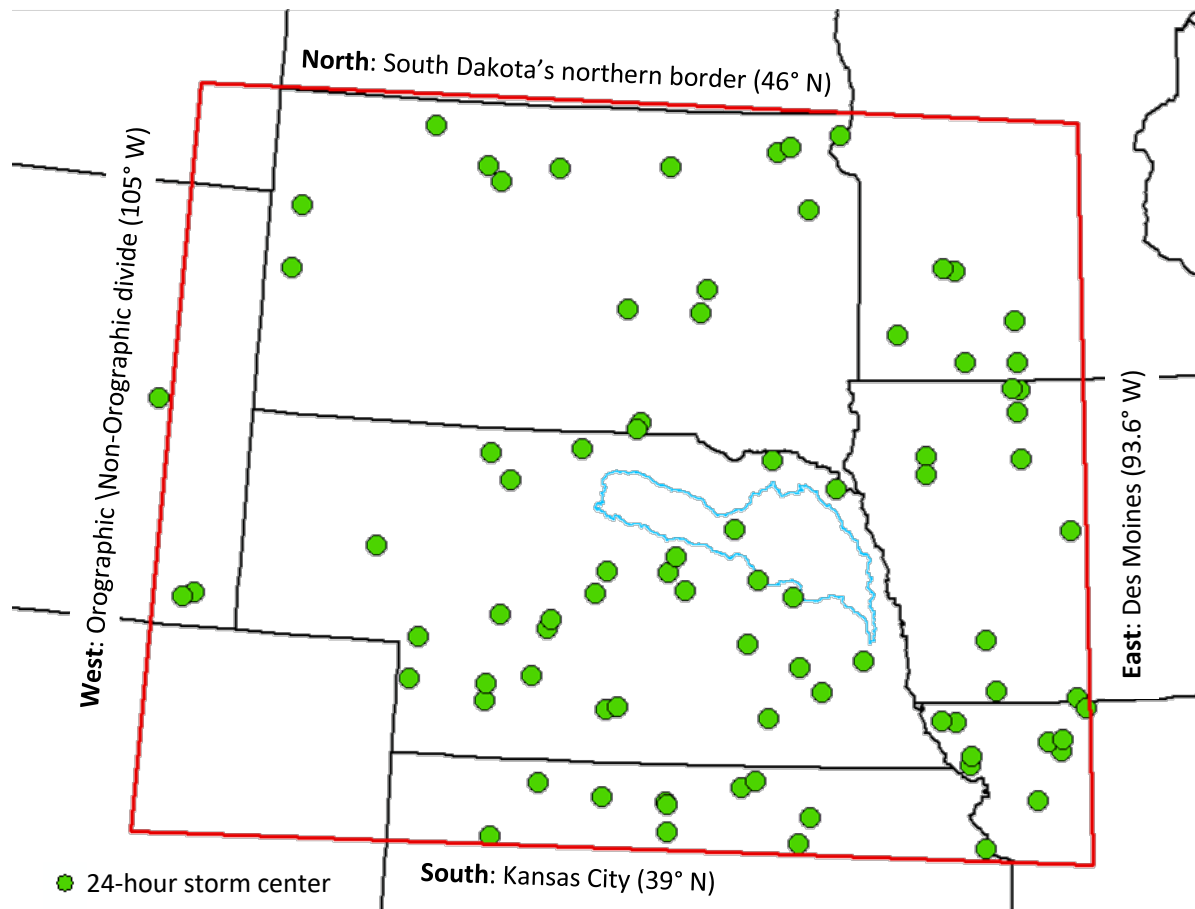 North: South Dakota's northern border (46° N)
West: Orographic \Non-Orographic divide (105° W)
East: Des Moines (93.6° W)
South: Kansas City (39° N)
24-hour storm center